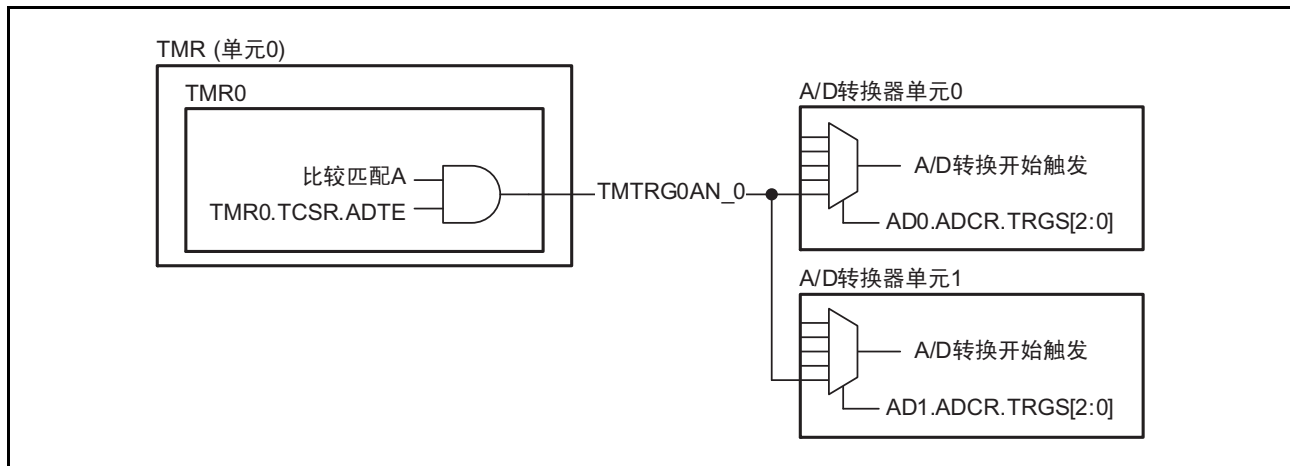 TMR (单元0)
TMR0
比较匹配A
TMR0.TCSR.ADTE
TMTRG0AN_0
A/D转换器单元0
A/D转换开始触发
AD0.ADCR.TRGS[2:0]
A/D转换器单元1
A/D转换开始触发
AD1.ADCR.TRGS[2:0]